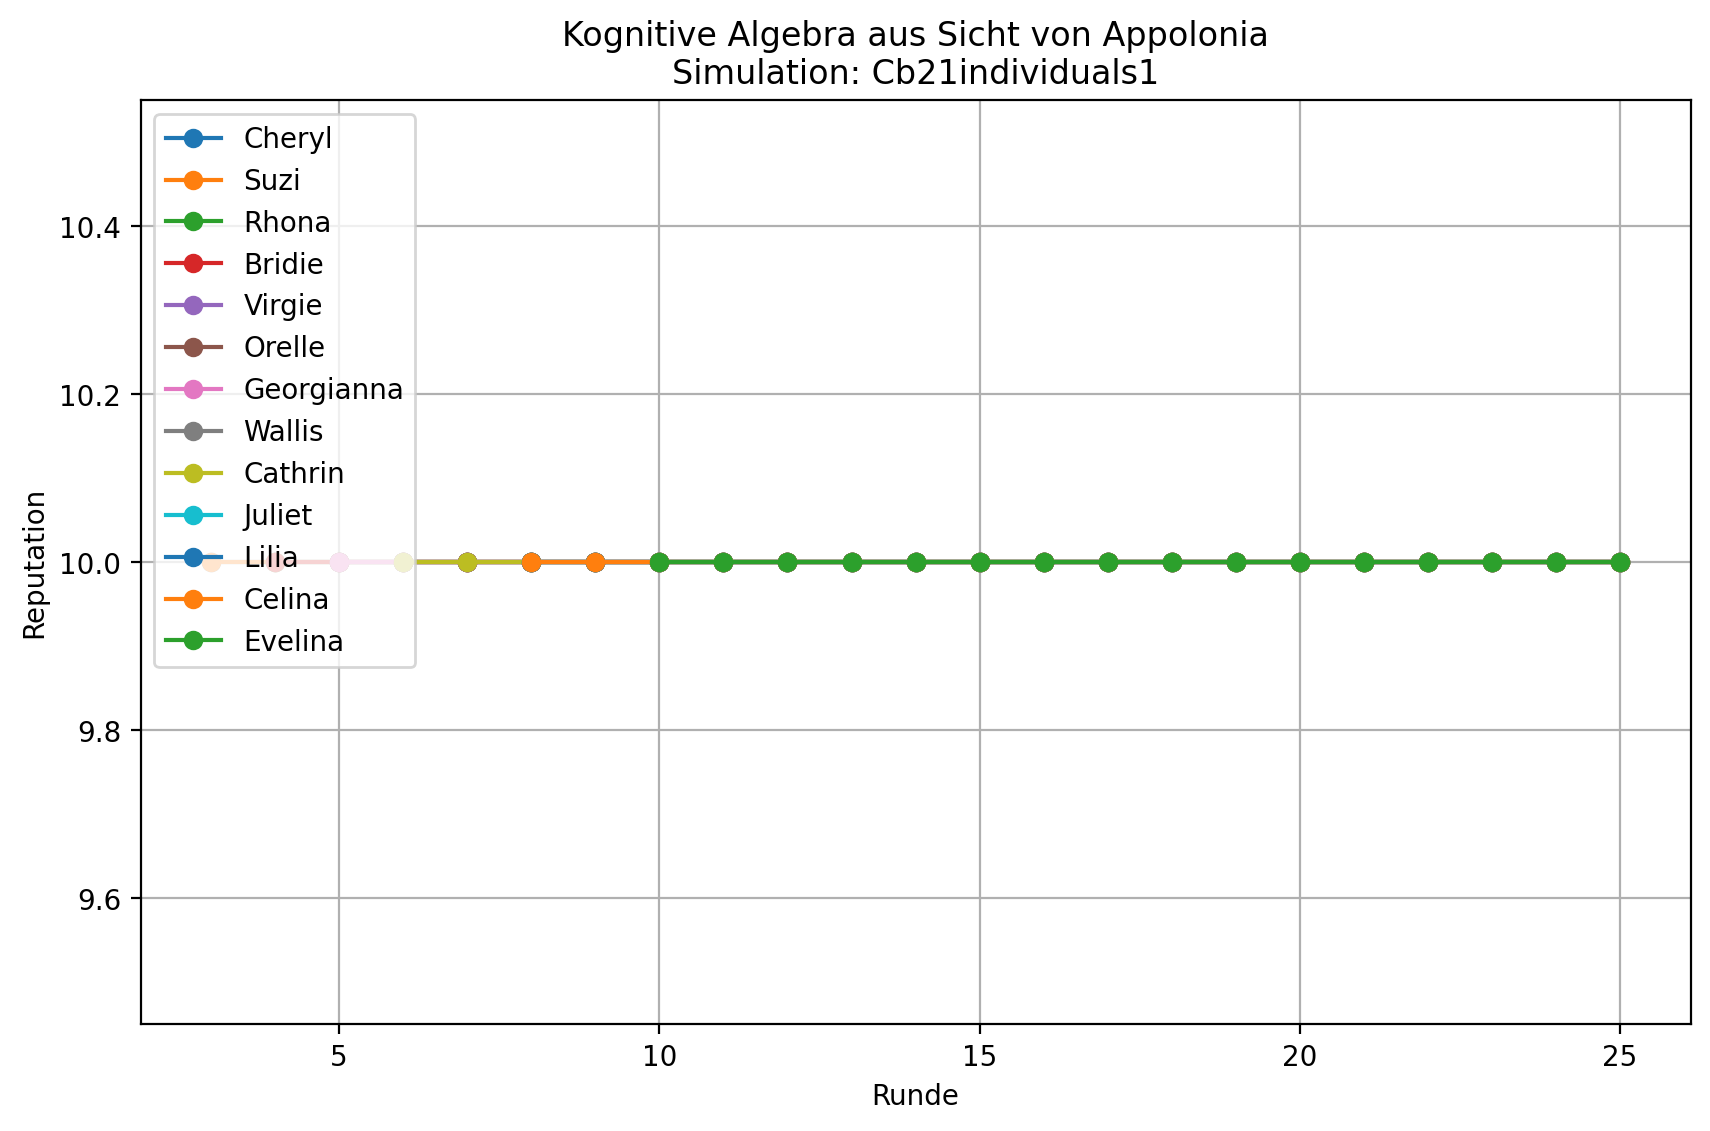 Kognitive Algebra aus Sicht von Appolonia
Simulation: Cb21individuals1
Cheryl
Suzi
Rhona
Bridie
Virgie
Orelle
Georgianna
Wallis
Cathrin
Juliet
Lilia
Celina
Evelina
Reputation
10.4
10.2
10.0
9.8
9.6
5
10
15
20
25
Runde